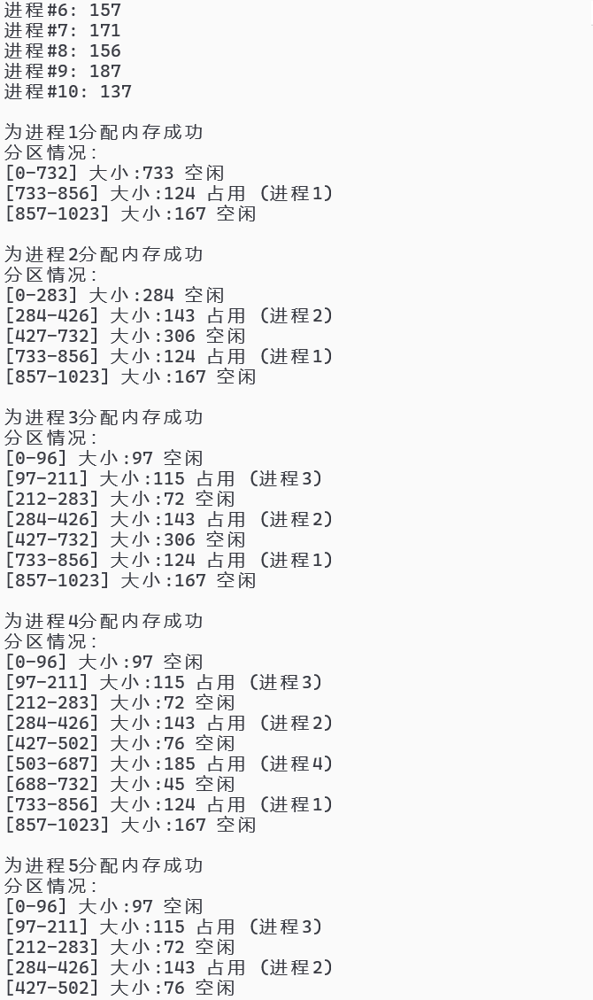 进程#6: 157
进程#7: 171
进程#8: 156
进程#9: 187
进程#10: 137
为进程1分配内存成功
分区情况:
[0-732] 大小:733 空闲
[733-856] 大小:124 占用 (进程1)
[857-1023] 大小:167 空闲
为进程2分配内存成功
分区情况:
[0-283] 大小:284 空闲
[284-426] 大小:143 占用 (进程2)
[427-732] 大小:306 空闲
[733-856] 大小:124 占用 (进程1)
[857-1023] 大小:167 空闲
为进程3分配内存成功
分区情况:
[0-96] 大小:97 空闲
[97-211] 大小:115 占用 (进程3)
[212-283] 大小:72 空闲
[284-426] 大小:143 占用 (进程2)
[427-732] 大小:306 空闲
[733-856] 大小:124 占用 (进程1)
[857-1023] 大小:167 空闲
为进程4分配内存成功
分区情况:
[0-96] 大小:97 空闲
[97-211] 大小:115 占用 (进程3)
[212-283] 大小:72 空闲
[284-426] 大小:143 占用 (进程2)
[427-502] 大小:76 空闲
[503-687] 大小:185 占用 (进程4)
[688-732] 大小:45 空闲
[733-856] 大小:124 占用 (进程1)
[857-1023] 大小:167 空闲
为进程5分配内存成功
分区情况:
[0-96] 大小:97 空闲
[97-211] 大小:115 占用 (进程3)
[212-283] 大小:72 空闲
[284-426] 大小:143 占用 (进程2)
[427-502] 大小:76 空闲